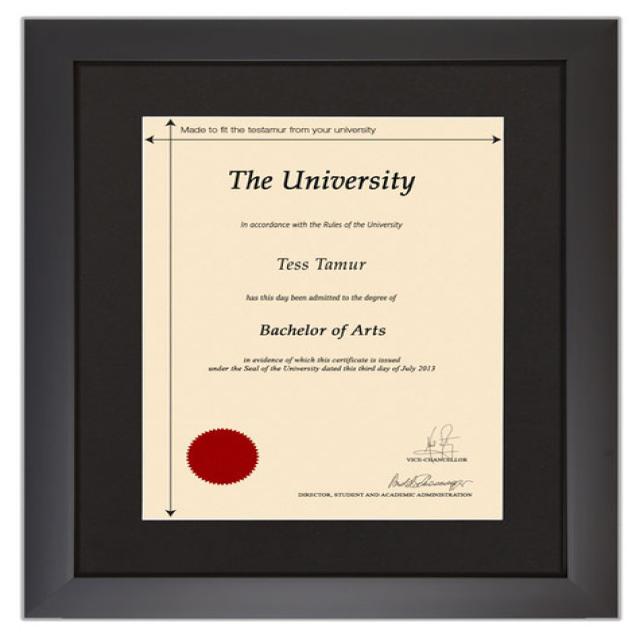 Made to fit the testamur from your university
The University
In accordance with the Rules of the University
Tess Tamur
has this day been admitted to the degree of
Bachelor of Arts
in evidence of which this certificate is issued
under the Seal of the University dated this third day of July 2013
VICE-CHANCELLOR
DIRECTOR, STUDENT AND ACADEMIC ADMINISTRATION